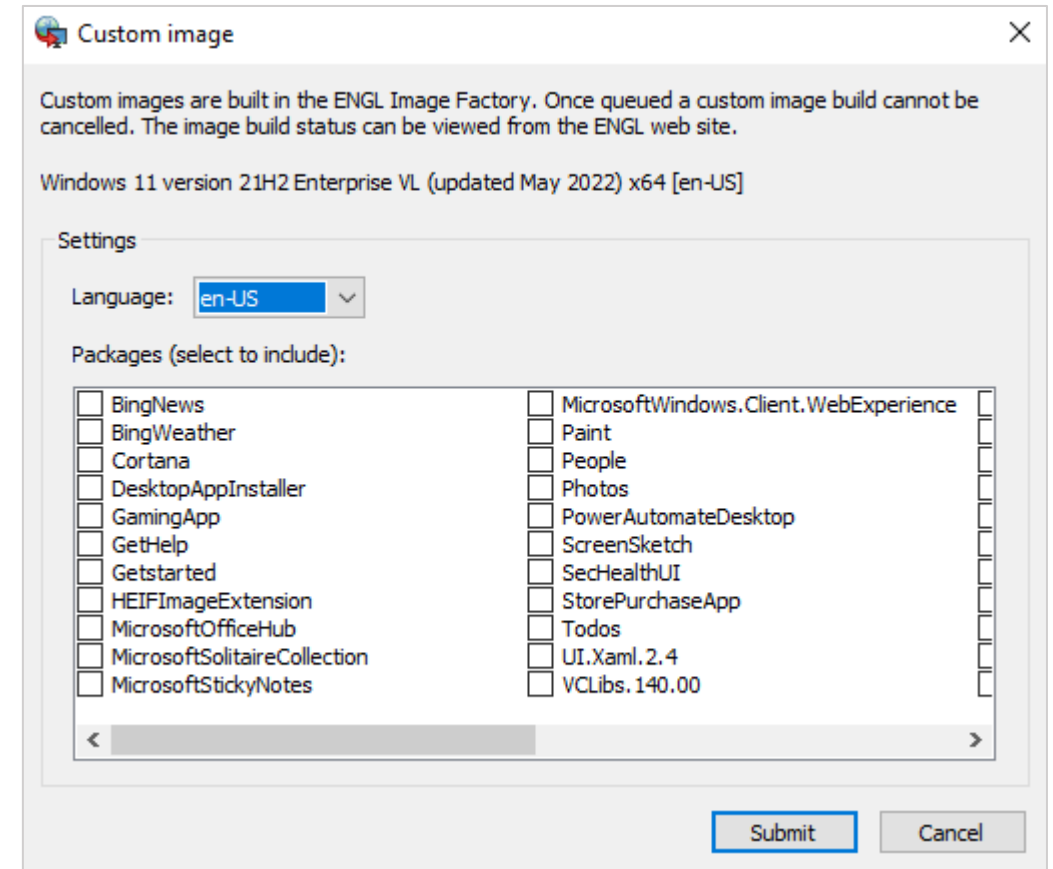 Custom image
Custom images are built in the ENGL Image Factory. Once queued a custom image build cannot be
cancelled. The image build status can be viewed from the ENGL web site.
Windows 11 version 21H2 Enterprise VL (updated May 2022) x64 [en-US]
Settings
Language: en-US
Packages (select to include):
BingNews
BingWeather
Cortana
DesktopAppInstaller
GamingApp
GetHelp
Getstarted
HEIFImageExtension
MicrosoftOfficeHub
MicrosoftSolitaireCollection
MicrosoftStickyNotes
MicrosoftWindows.Client.WebExperience
Paint
People
Photos
PowerAutomateDesktop
ScreenSketch
SecHealthUI
StorePurchaseApp
Todos
UI.Xaml.2.4
VCLibs.140.00
Submit
Cancel